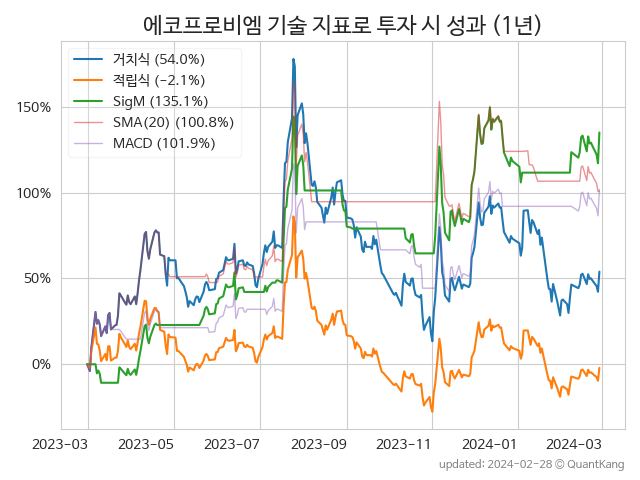 에코프로비엠 기술 지표로 투자 시 성과 (1년)
거치식 (54.0%)
적립식 (−2.1%)
SigM (135.1%)
SMA(20) (100.8%)
MACD (101.9%)
150%
100%
50%
0%
2023−03 2023−05 2023−07 2023−09 2023−11 2024−01 2024−03
updated: 2024−02−28 © QuantKang